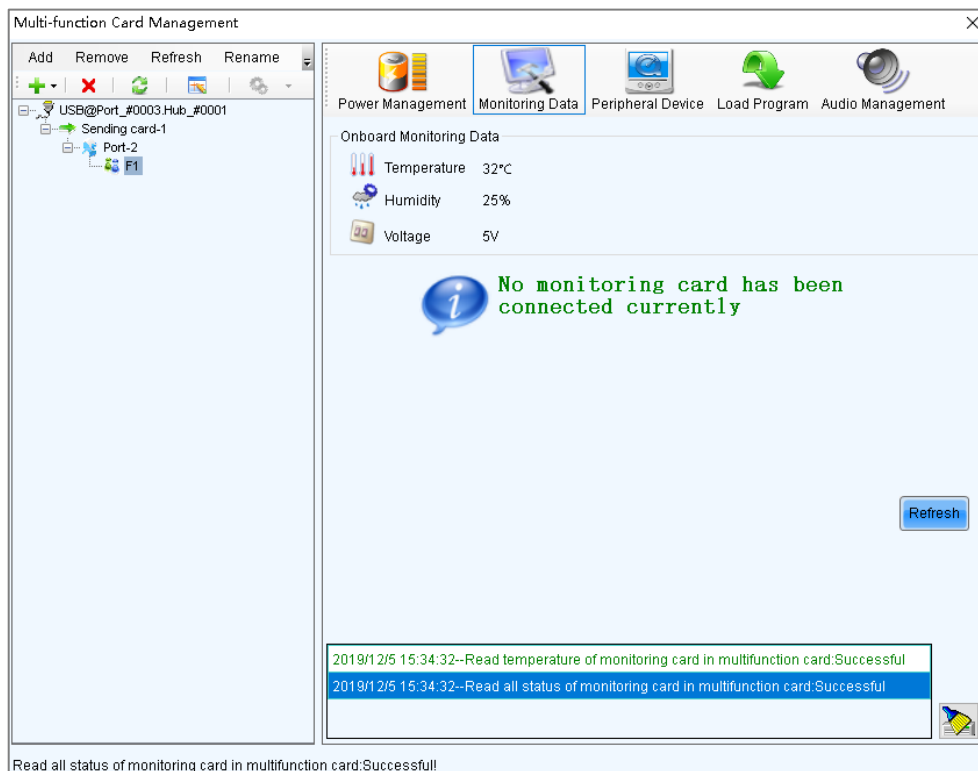 Multi-function Card Management
Add Remove Refresh Rename
USB@Port_#0003.Hub_#0001
Sending card-1
Port-2
F1
Power Management Monitoring Data Peripheral Device Load Program Audio Management
Onboard Monitoring Data
Temperature 32℃
Humidity 25%
Voltage 5V
No monitoring card has been
connected currently
Refresh
2019/12/5 15:34:32--Read temperature of monitoring card in multifunction card:Successful
2019/12/5 15:34:32--Read all status of monitoring card in multifunction card:Successful
Read all status of monitoring card in multifunction card:Successful!